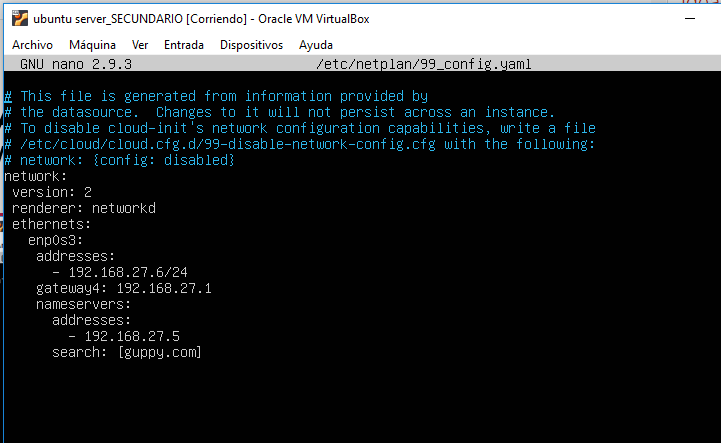 ubuntu server_SECUNDARIO [Corriendo] - Oracle VM VirtualBox
Archivo Máquina Ver Entrada Dispositivos Ayuda
GNU nano 2.9.3 /etc/netplan/99_config.yaml
# This file is generated from information provided by
# the datasource.  Changes to it will not persist across an instance.
# To disable cloud-init's network configuration capabilities, write a file
# /etc/cloud/cloud.cfg.d/99-disable-network-config.cfg with the following:
# network: {config: disabled}
network:
 version: 2
 renderer: networkd
 ethernets:
   enp0s3:
    addresses:
      - 192.168.27.6/24
    gateway4: 192.168.27.1
    nameservers:
      addresses:
        - 192.168.27.5
      search: [guppy.com]